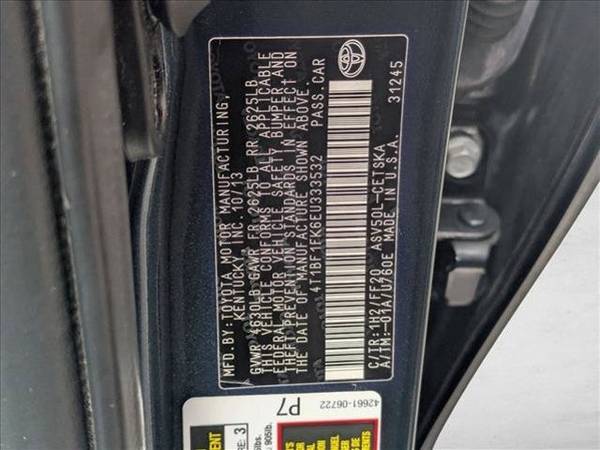 MFD.BY:TOYOTA MOTOR MANUFACTURING,
KENTUCKY, INC. 10/13
GVWR 4630LB GAWR FR 2625LB RR 2625LB
THIS VEHICLE CONFORMS TO ALL APPLICABLE
FEDERAL MOTOR VEHICLE SAFETY, BUMPER AND
THEFT PREVENTION STANDARDS IN EFFECT ON
THE DATE OF MANUFACTURE SHOWN ABOVE.
4T1BF1FK6EU333532 PASS.CAR
C/TR:1H2/FF20 ASV50L-CETSKA
A/TM:-01A/U760E MADE IN U.S.A.
31245
P7
42661-06722